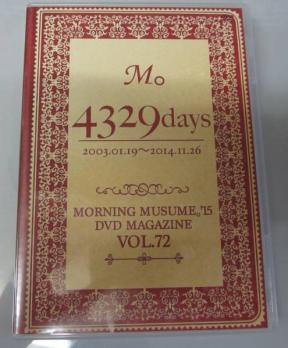 M。
4329days
2003.01.19～2014.11.26
MORNING MUSUME。'15
DVD MAGAZINE
VOL.72